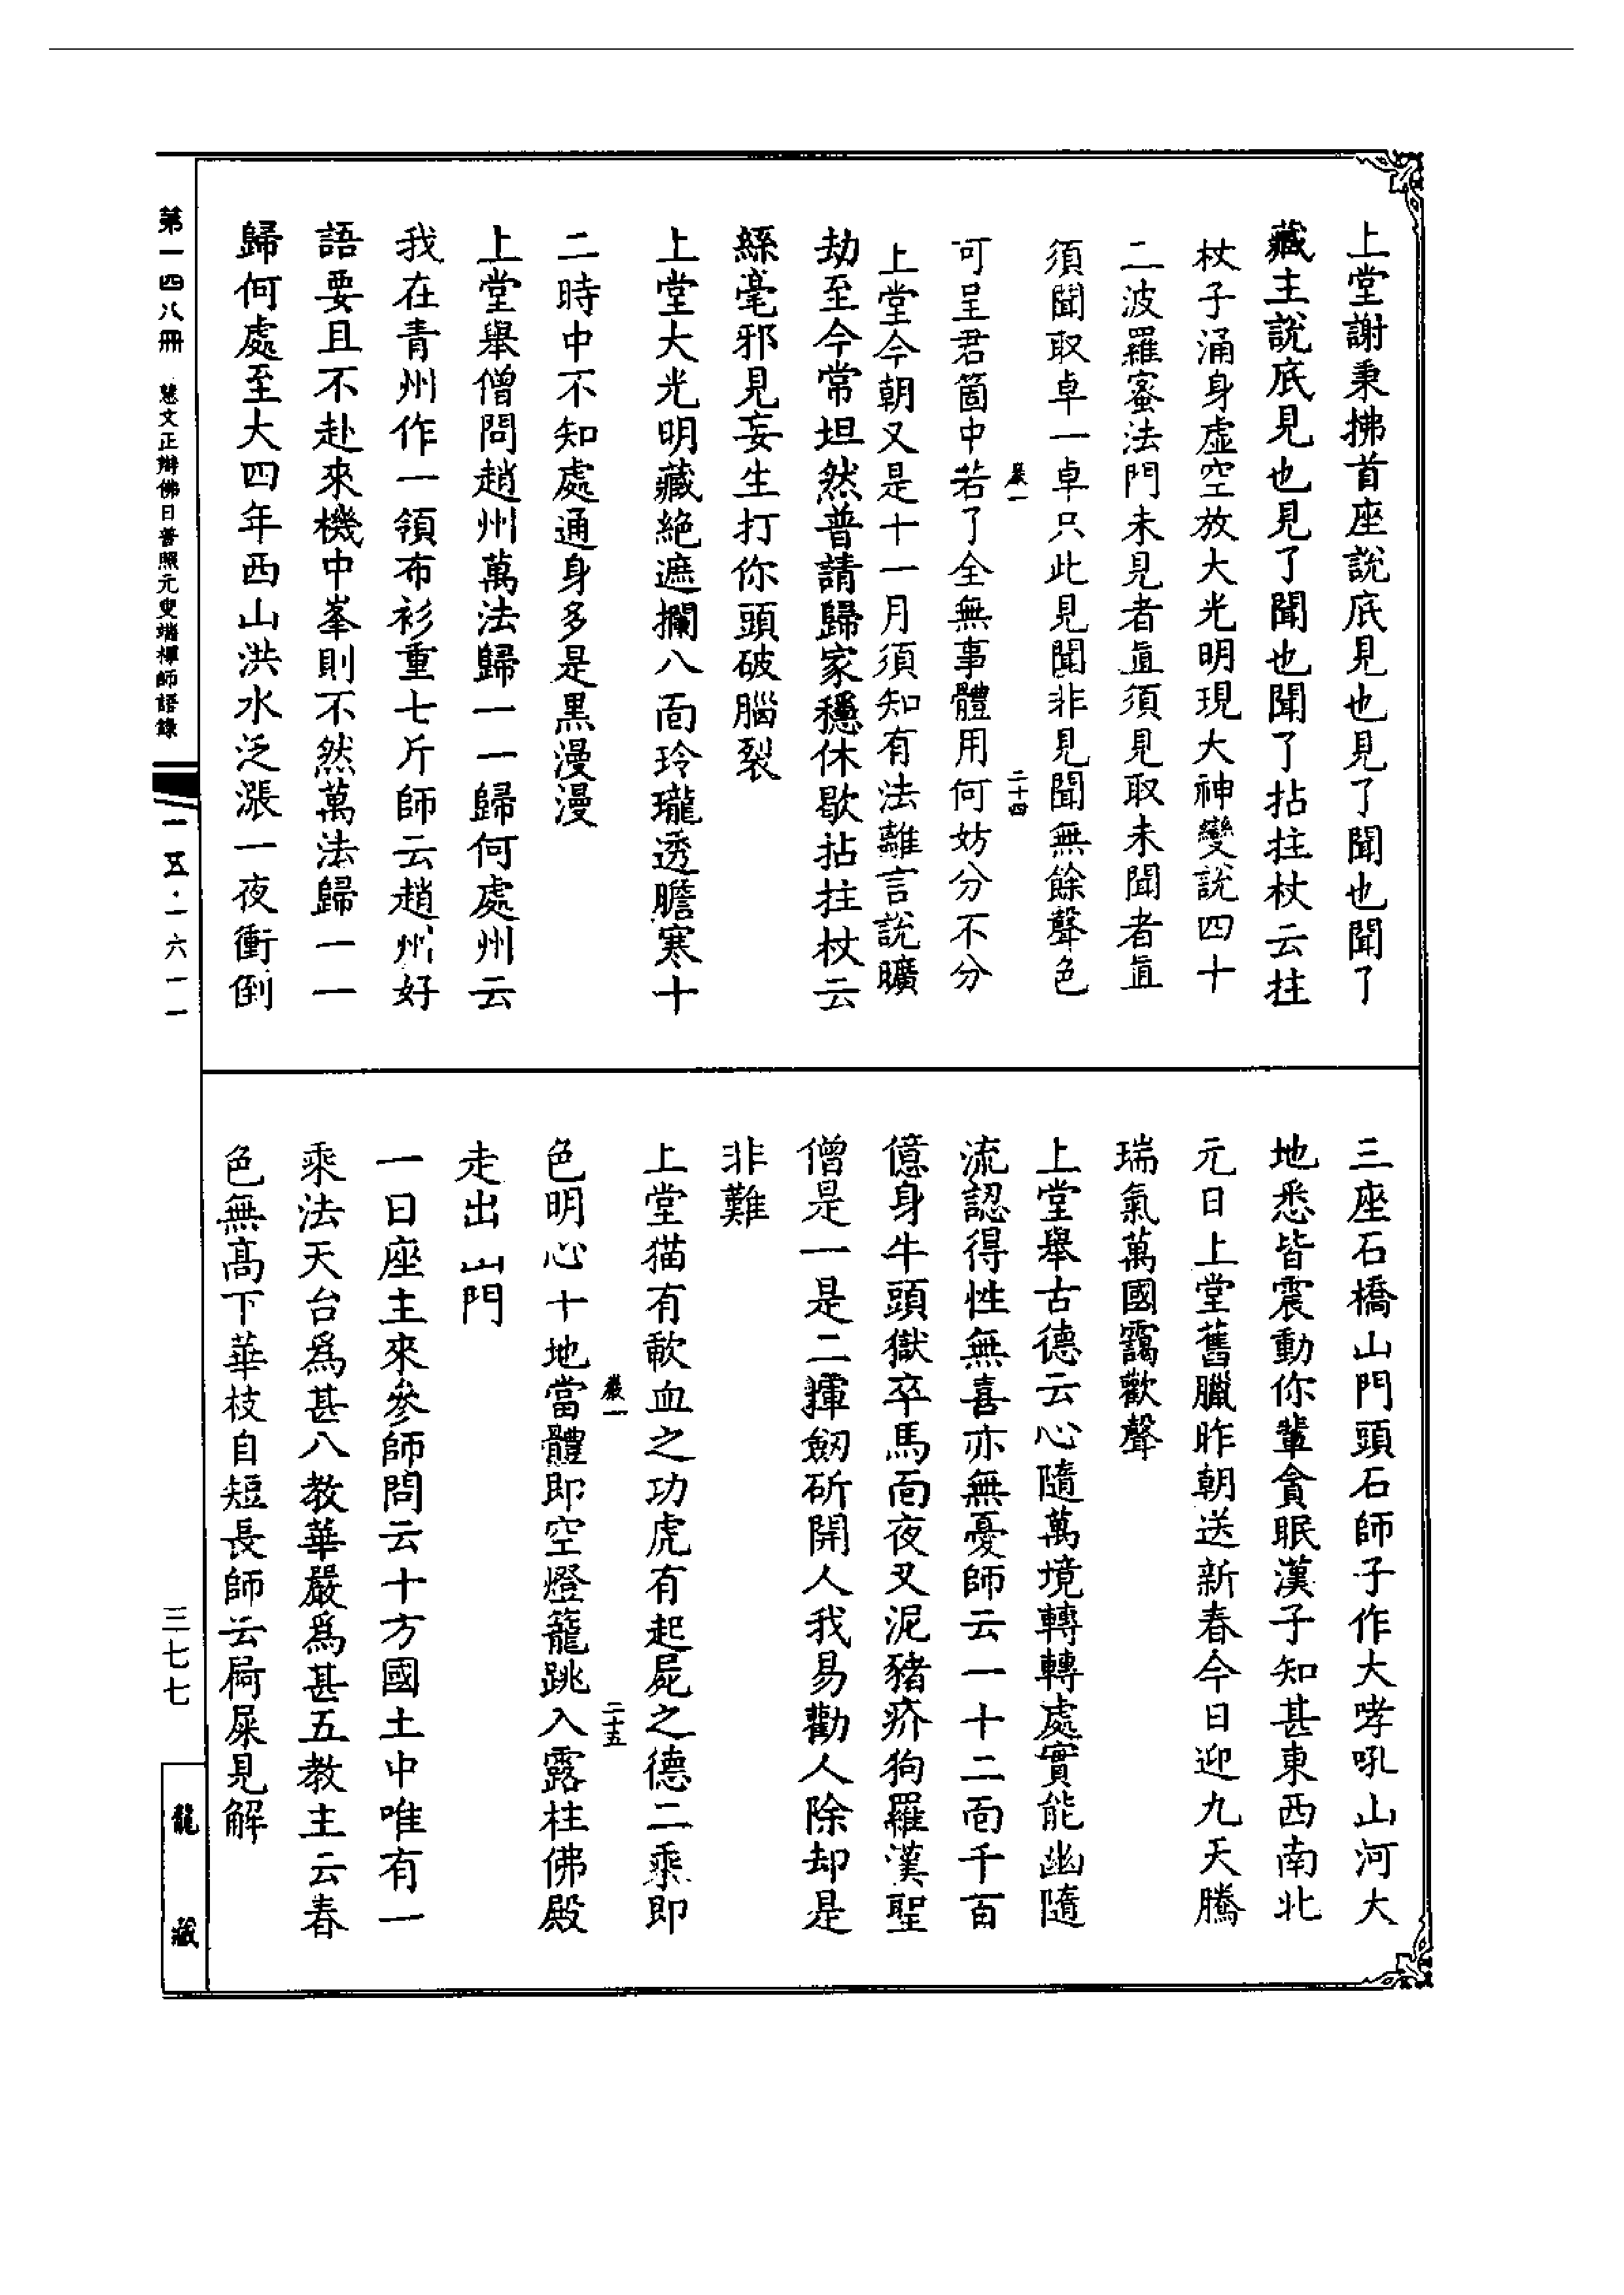 上堂謝秉拂首座說底見也見了聞也聞了
藏主說底見也見了聞也聞了拈拄杖云拄
杖子涌身虛空放大光明現大神變說四十
二波羅蜜法門未見者直須見取未聞者直
須聞取卓一卓只此見聞非見聞無餘聲色
嚴一
二十四
可呈君箇中若了全無事體用何妨分不分
上堂今朝又是十一月須知有法離言說曠
劫至今常坦然普請歸家穩休歇拈拄杖云
絲毫邪見妄生打你頭破腦裂
上堂大光明藏絕遮攔八面玲瓏透膽寒十
二時中不知處通身多是黑漫漫
上堂舉僧問趙州萬法歸一一歸何處州云
我在青州作一領布衫重七斤師云趙州好
語要且不赴來機中峯則不然萬法歸一一
歸何處至大四年西山洪水泛漲一夜衝倒
三座石橋山門頭石師子作大哮吼山河大
地悉皆震動你輩貪眠漢子知甚東西南北
元日上堂舊臘昨朝送新春今日迎九天騰
瑞氣萬國靄歡聲
上堂舉古德云心隨萬境轉轉處實能幽隨
流認得性無喜亦無憂師云一十二面千百
億身牛頭獄卒馬面夜叉泥豬疥狗羅漢聖
僧是一是二揮劒斫開人我易勸人除却是
非難
上堂猫有歃血之功虎有起屍之德二乘即
嚴一
二十五
色明心十地當體即空燈籠跳入露柱佛殿
走出山門
一日座主來參師問云十方國土中唯有一
乘法天台爲甚八教華嚴爲甚五教主云春
色無高下華枝自短長師云屙屎見解
第一四八冊
慧文正辯佛日普照元叟端禪師語錄
一一五·一六一一
三七七
龍藏